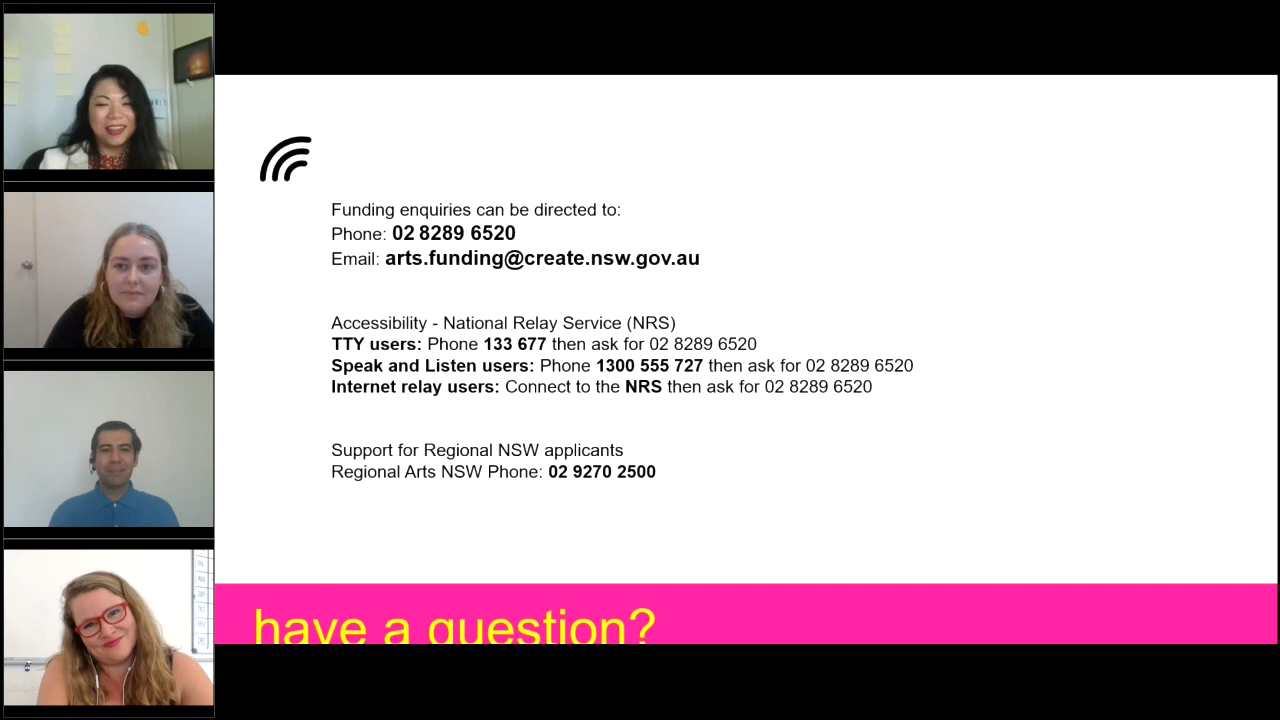 Funding enquiries can be directed to:
Phone: 02 8289 6520
Email: arts.funding@create.nsw.gov.au
Accessibility - National Relay Service (NRS)
TTY users: Phone 133 677 then ask for 02 8289 6520
Speak and Listen users: Phone 1300 555 727 then ask for 02 8289 6520
Internet relay users: Connect to the NRS then ask for 02 8289 6520
Support for Regional NSW applicants
Regional Arts NSW Phone: 02 9270 2500
have a question?